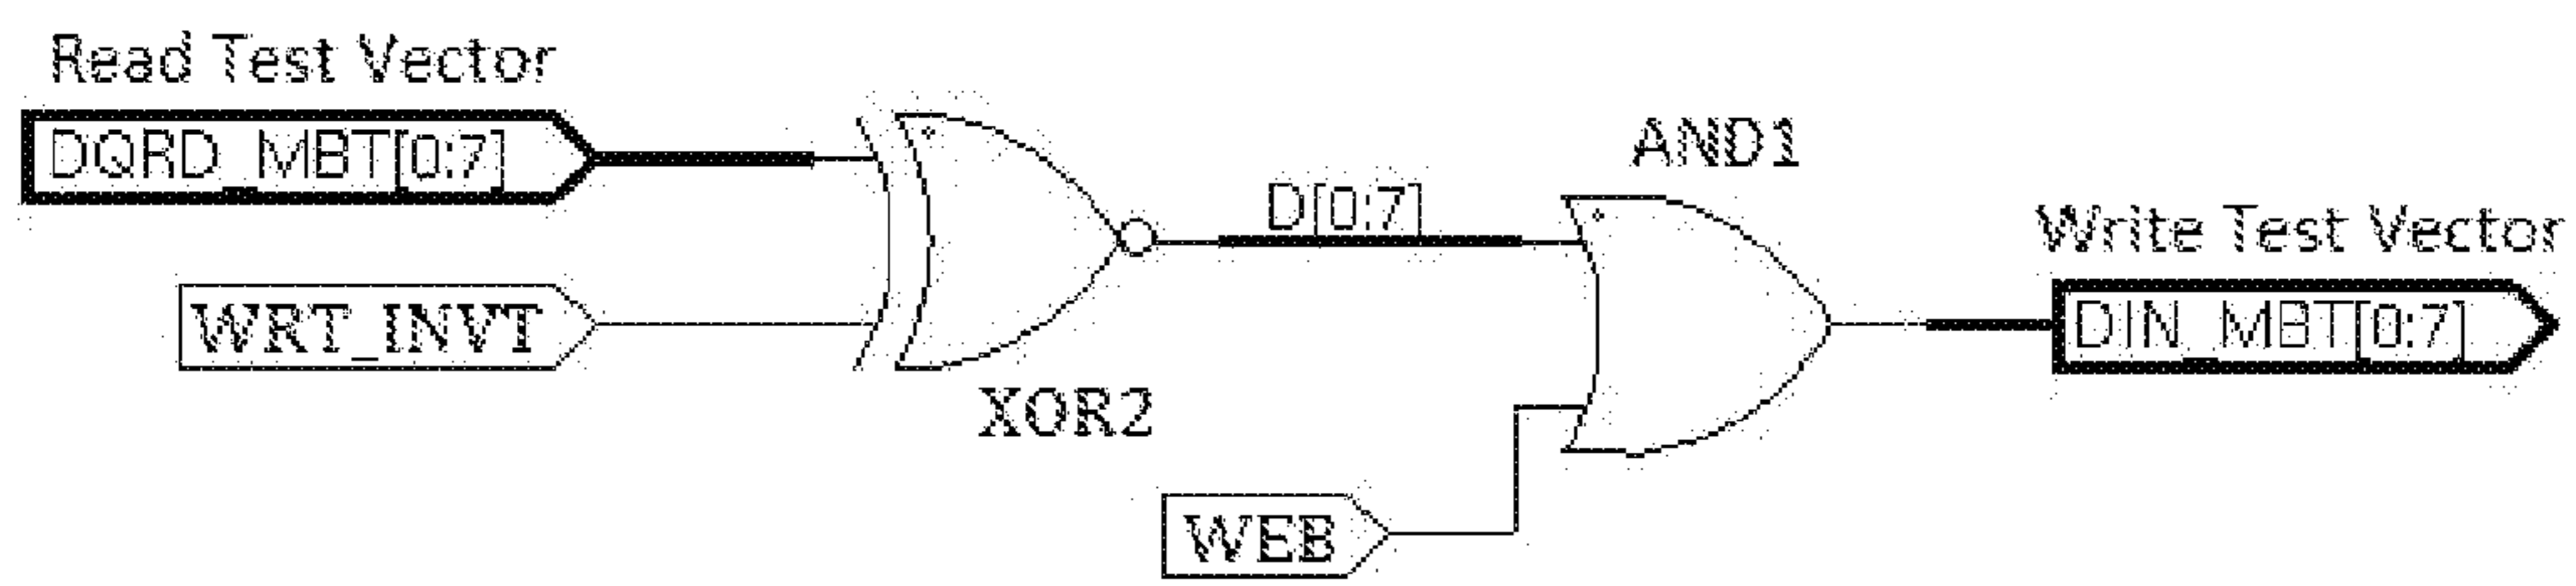 Read Test Vector
DQRD_MBT[0:7]
WRT_INVT
XOR2
D[0:7]
AND1
WEB
Write Test Vector
DIN_MBT[0:7]